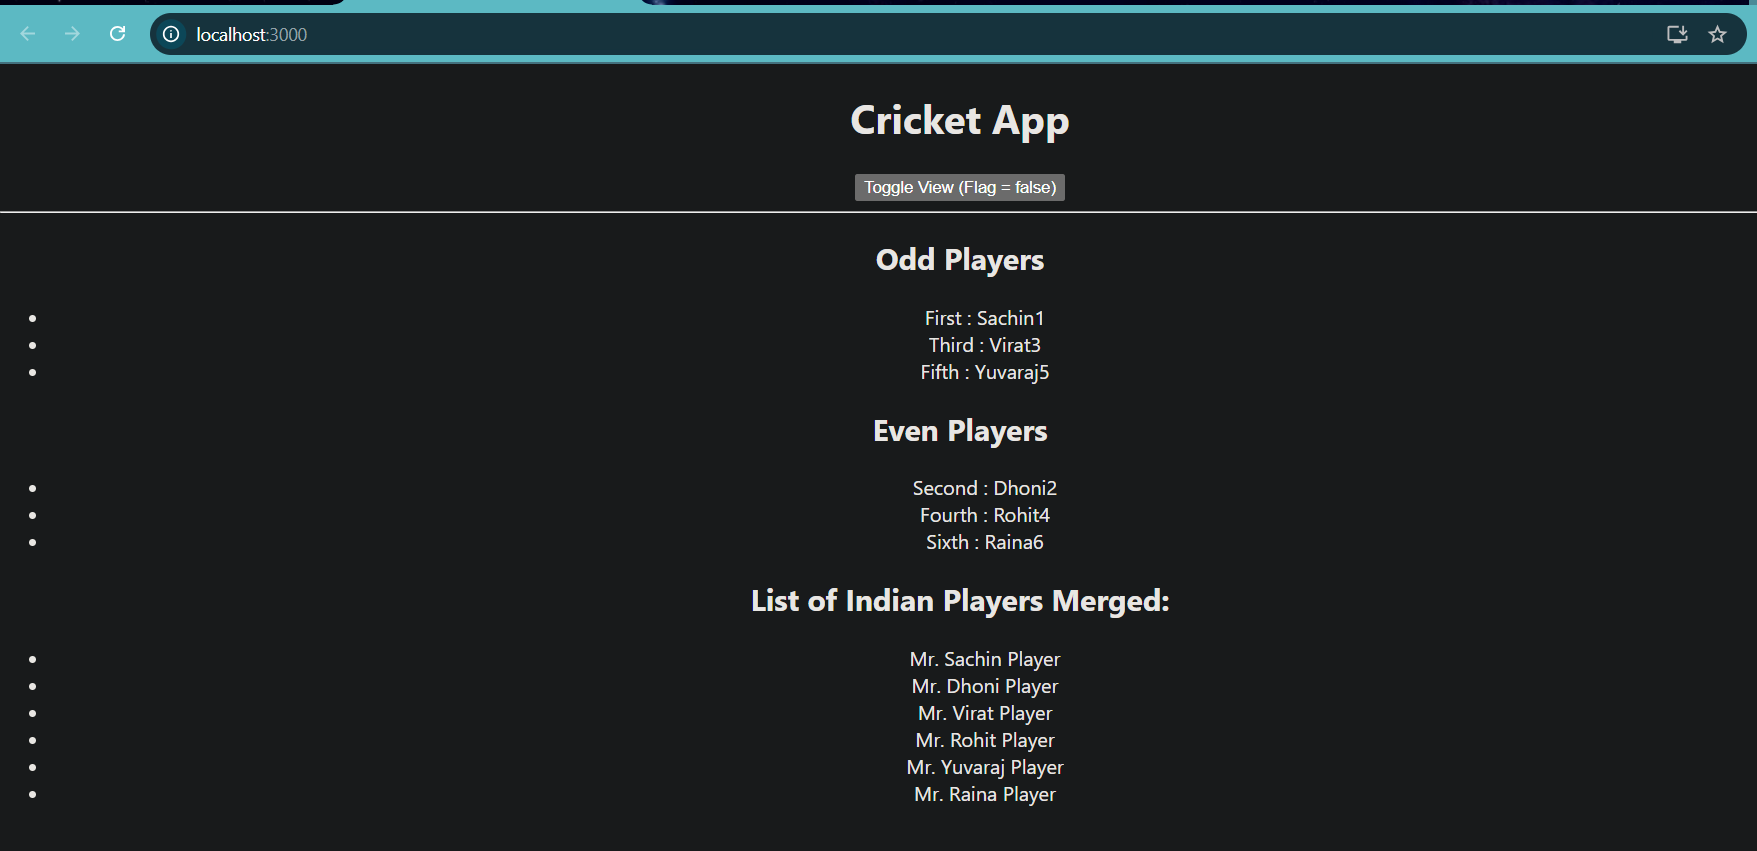 localhost:3000
Cricket App
Toggle View (Flag = false)
Odd Players
First : Sachin1
Third : Virat3
Fifth : Yuvaraj5
Even Players
Second : Dhoni2
Fourth : Rohit4
Sixth : Raina6
List of Indian Players Merged:
Mr. Sachin Player
Mr. Dhoni Player
Mr. Virat Player
Mr. Rohit Player
Mr. Yuvaraj Player
Mr. Raina Player